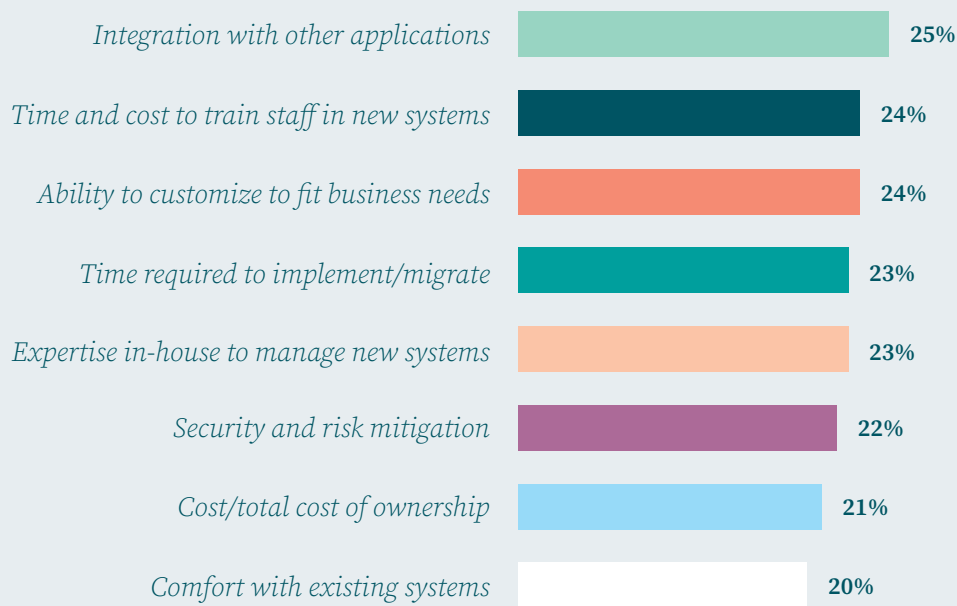 Integration with other applications 25%
Time and cost to train staff in new systems 24%
Ability to customize to fit business needs 24%
Time required to implement/migrate 23%
Expertise in-house to manage new systems 23%
Security and risk mitigation 22%
Cost/total cost of ownership 21%
Comfort with existing systems 20%